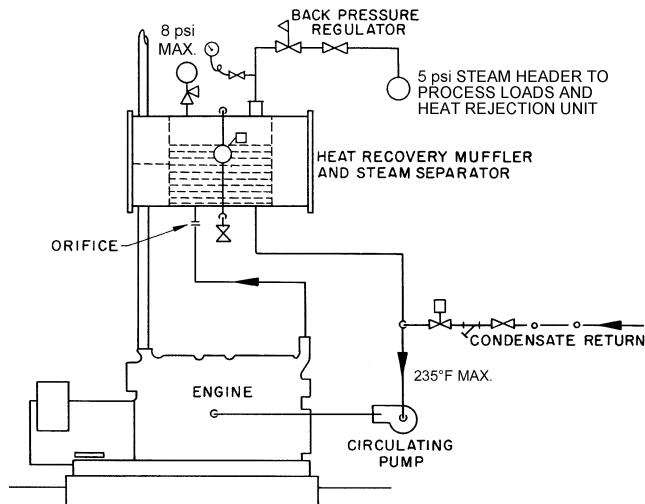 BACK PRESSURE
REGULATOR
8 psi
MAX.
5 psi STEAM HEADER TO
PROCESS LOADS AND
HEAT REJECTION UNIT
HEAT RECOVERY MUFFLER
AND STEAM SEPARATOR
ORIFICE
CONDENSATE RETURN
235°F MAX.
ENGINE
CIRCULATING
PUMP